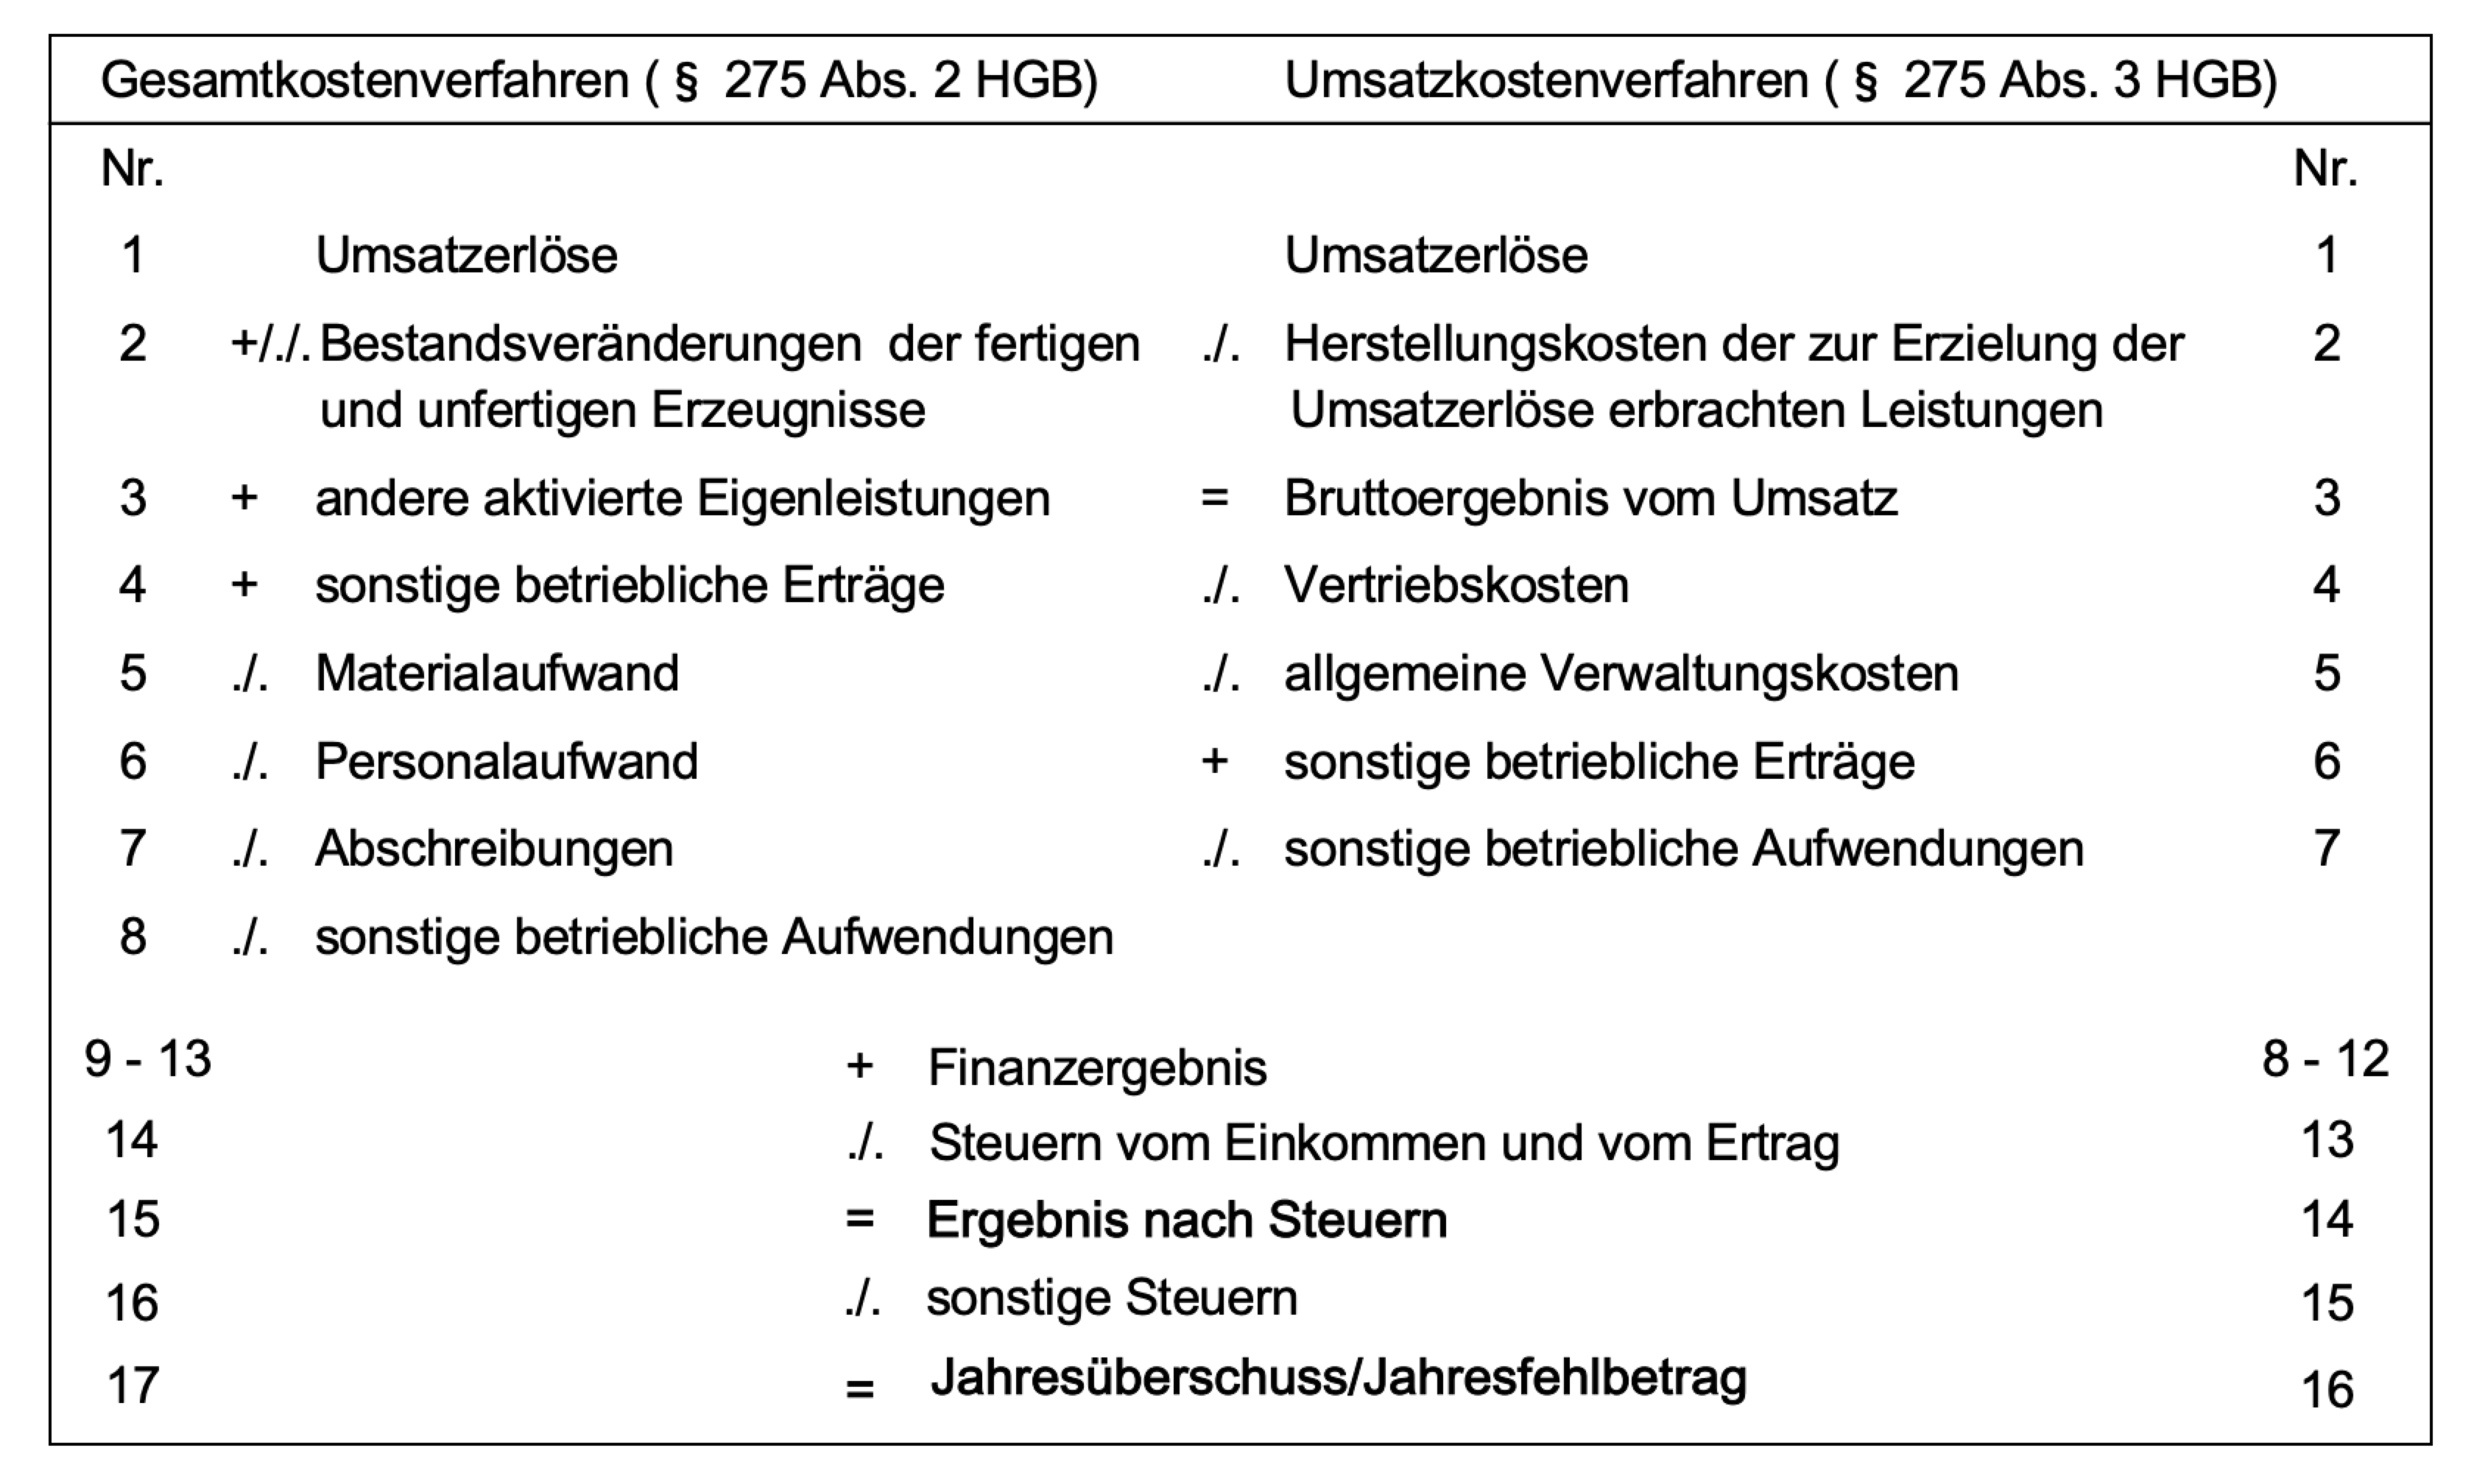 Gesamtkostenverfahren ( § 275 Abs. 2 HGB) Umsatzkostenverfahren ( § 275 Abs. 3 HGB)
Nr. Nr.
1 Umsatzerlöse Umsatzerlöse 1
2 +/./. Bestandsveränderungen der fertigen ./. Herstellungskosten der zur Erzielung der 2
und unfertigen Erzeugnisse Umsatzerlöse erbrachten Leistungen
3 + andere aktivierte Eigenleistungen = Bruttoergebnis vom Umsatz 3
4 + sonstige betriebliche Erträge ./. Vertriebskosten 4
5 ./. Materialaufwand ./. allgemeine Verwaltungskosten 5
6 ./. Personalaufwand + sonstige betriebliche Erträge 6
7 ./. Abschreibungen ./. sonstige betriebliche Aufwendungen 7
8 ./. sonstige betriebliche Aufwendungen
9 - 13 + Finanzergebnis 8 - 12
14 ./. Steuern vom Einkommen und vom Ertrag 13
15 = Ergebnis nach Steuern 14
16 ./. sonstige Steuern 15
17 = Jahresüberschuss/Jahresfehlbetrag 16